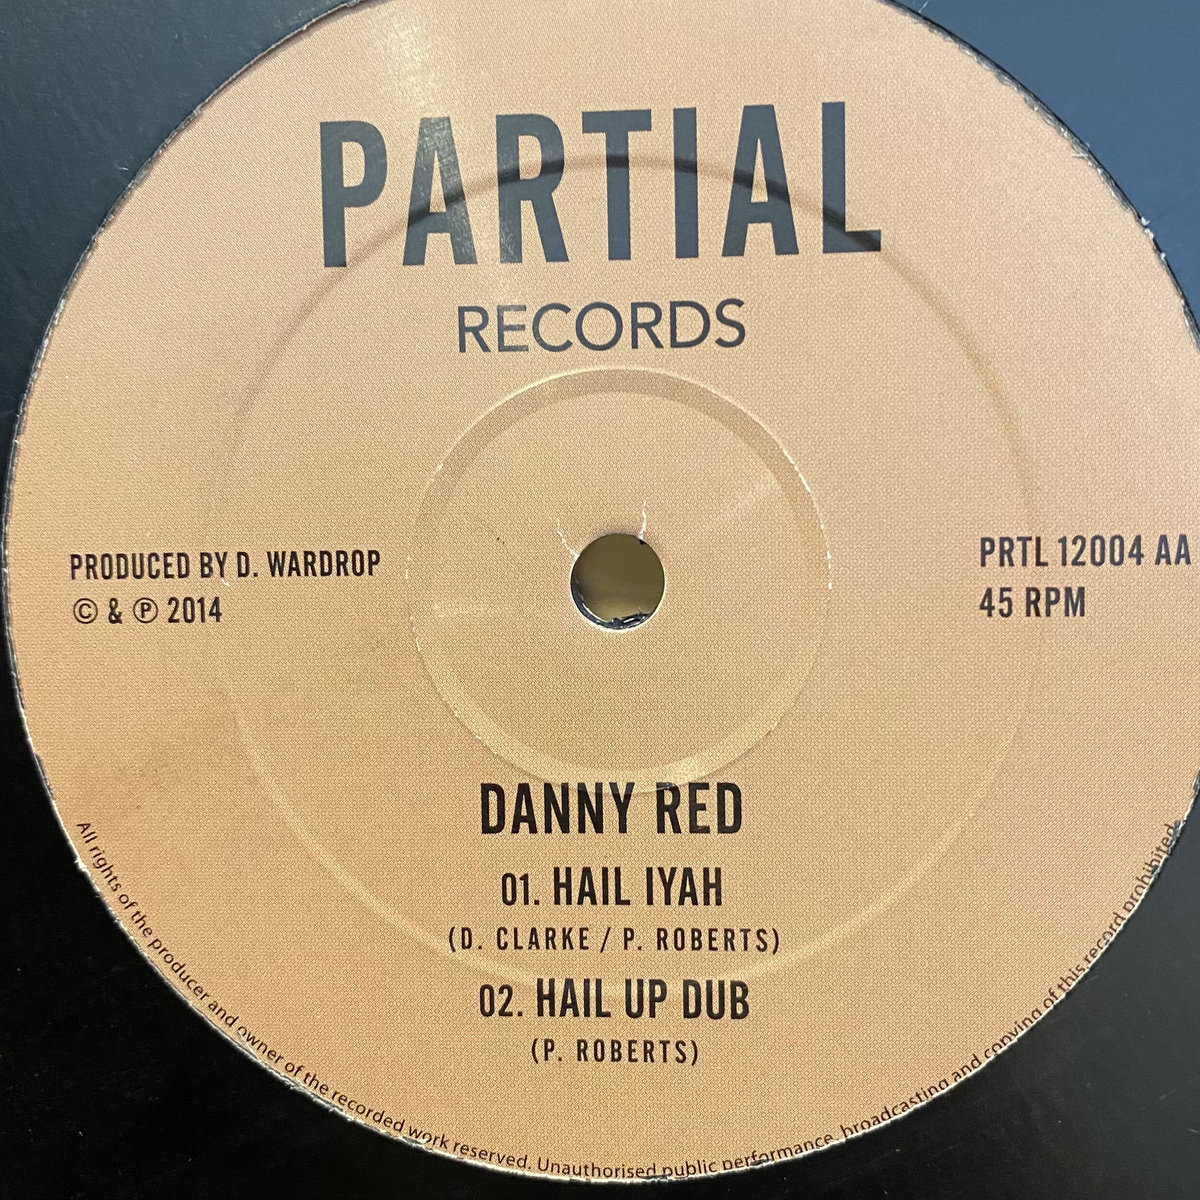 PARTIAL
RECORDS
PRODUCED BY D. WARDROP
© & ℗ 2014
PRTL 12004 AA
45 RPM
DANNY RED
01. HAIL IYAH
(D. CLARKE / P. ROBERTS)
02. HAIL UP DUB
(P. ROBERTS)
All rights of the producer and owner of the recorded work reserved. Unauthorised public performance, broadcasting and copying of this record prohibited.